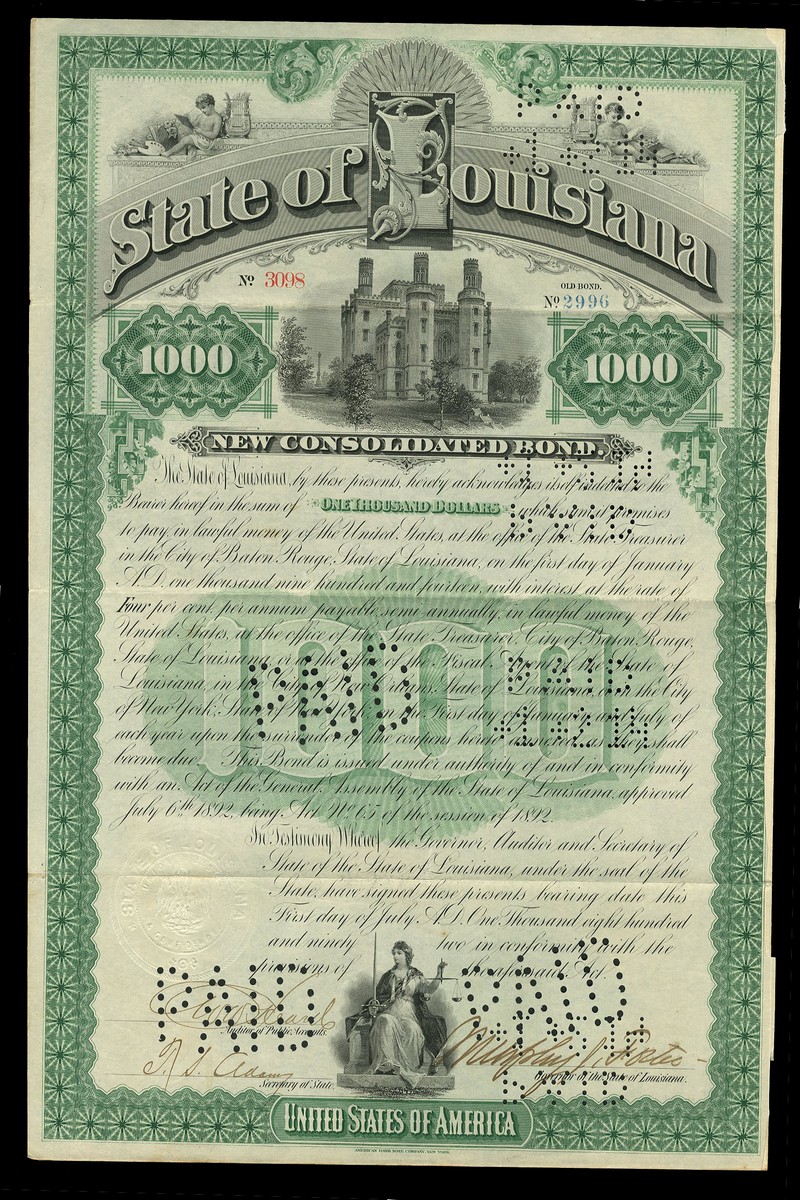 State of Louisiana
No 3098
OLD BOND.
No 2996
1000
1000
NEW CONSOLIDATED BOND.
The State of Louisiana, by these presents, hereby acknowledges itself indebted to the
Bearer hereof in the sum of ONE THOUSAND DOLLARS which sum it promises
to pay, in lawful money of the United States, at the office of the State Treasurer
in the City of Baton Rouge, State of Louisiana, on the first day of January
A.D. one thousand nine hundred and fourteen, with interest at the rate of
Four per cent. per annum payable semi annually, in lawful money of the
United States, at the office of the State Treasurer, City of Baton Rouge,
State of Louisiana, or at the office of the Fiscal Agent of the State of
Louisiana, in the City of New Orleans, State of Louisiana, in the City
of New York, State of New York, on the First day of January and July of
each year upon the surrender of the coupons hereto annexed as they shall
become due. This Bond is issued under authority of and in conformity
with an Act of the General Assembly of the State of Louisiana, approved
July 6th 1892, being Act No 65 of the session of 1892.
In Testimony Whereof the Governor, Auditor and Secretary of
State of the State of Louisiana, under the seal of the
State, have signed these presents bearing date this
First day of July A.D. One Thousand eight hundred
and ninety two in conformity with the
provisions of the aforesaid Act.
PAID
PAID
PAID
PAID
Auditor of Public Accounts.
T. S. Adams
Secretary of State.
Murphy J. Foster
Governor of the State of Louisiana.
UNITED STATES OF AMERICA
AMERICAN BANK NOTE COMPANY, NEW YORK.